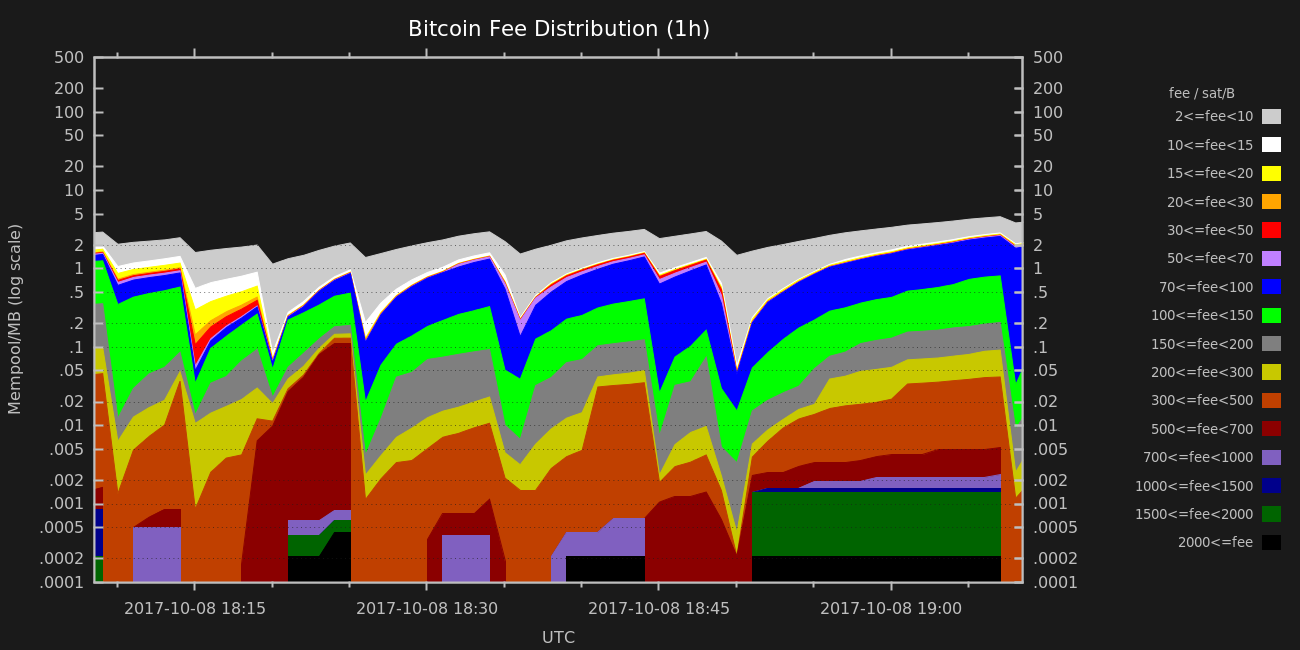 Bitcoin Fee Distribution (1h)
500 500
200 200
100 100
50 50
20 20
10 10
5 5
2 2
1 1
.5 .5
.2 .2
.1 .1
.05 .05
.02 .02
.01 .01
.005 .005
.002 .002
.001 .001
.0005 .0005
.0002 .0002
.0001 .0001
Mempool/MB (log scale)
2017-10-08 18:15 2017-10-08 18:30 2017-10-08 18:45 2017-10-08 19:00
UTC
fee / sat/B
2<=fee<10
10<=fee<15
15<=fee<20
20<=fee<30
30<=fee<50
50<=fee<70
70<=fee<100
100<=fee<150
150<=fee<200
200<=fee<300
300<=fee<500
500<=fee<700
700<=fee<1000
1000<=fee<1500
1500<=fee<2000
2000<=fee